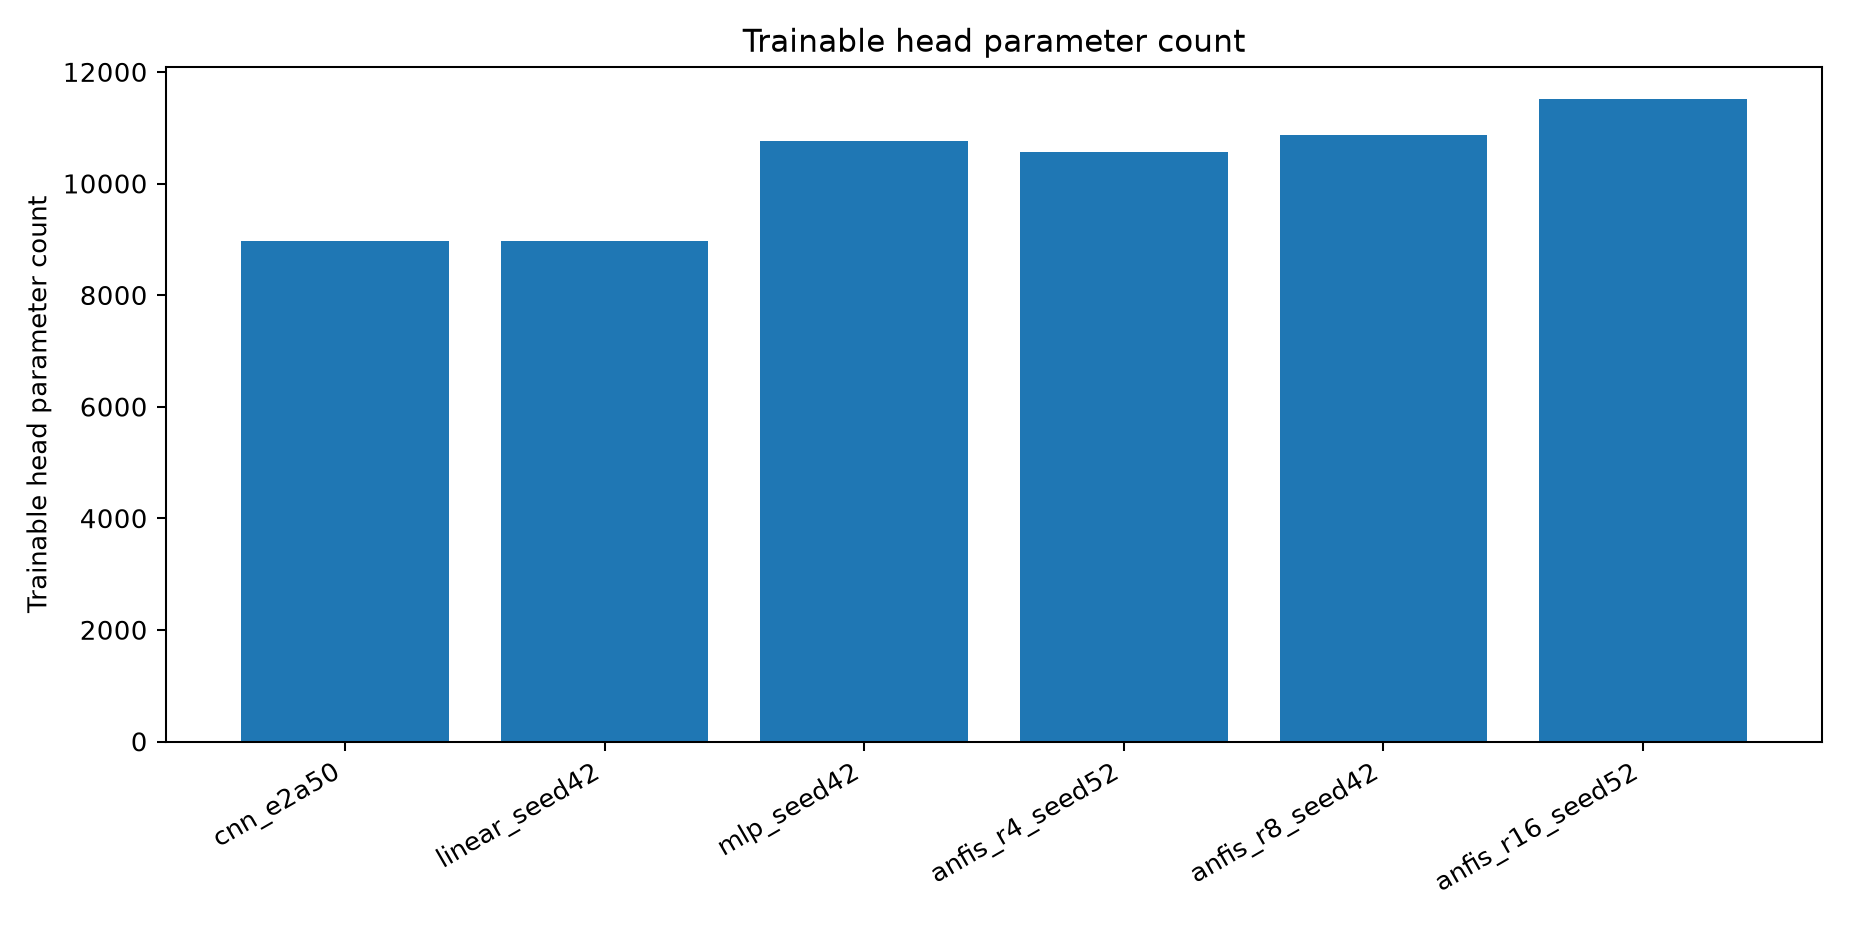 Trainable head parameter count
Trainable head parameter count
12000
10000
8000
6000
4000
2000
0
cnn_e2a50
linear_seed42
mlp_seed42
anfis_r4_seed52
anfis_r8_seed42
anfis_r16_seed52